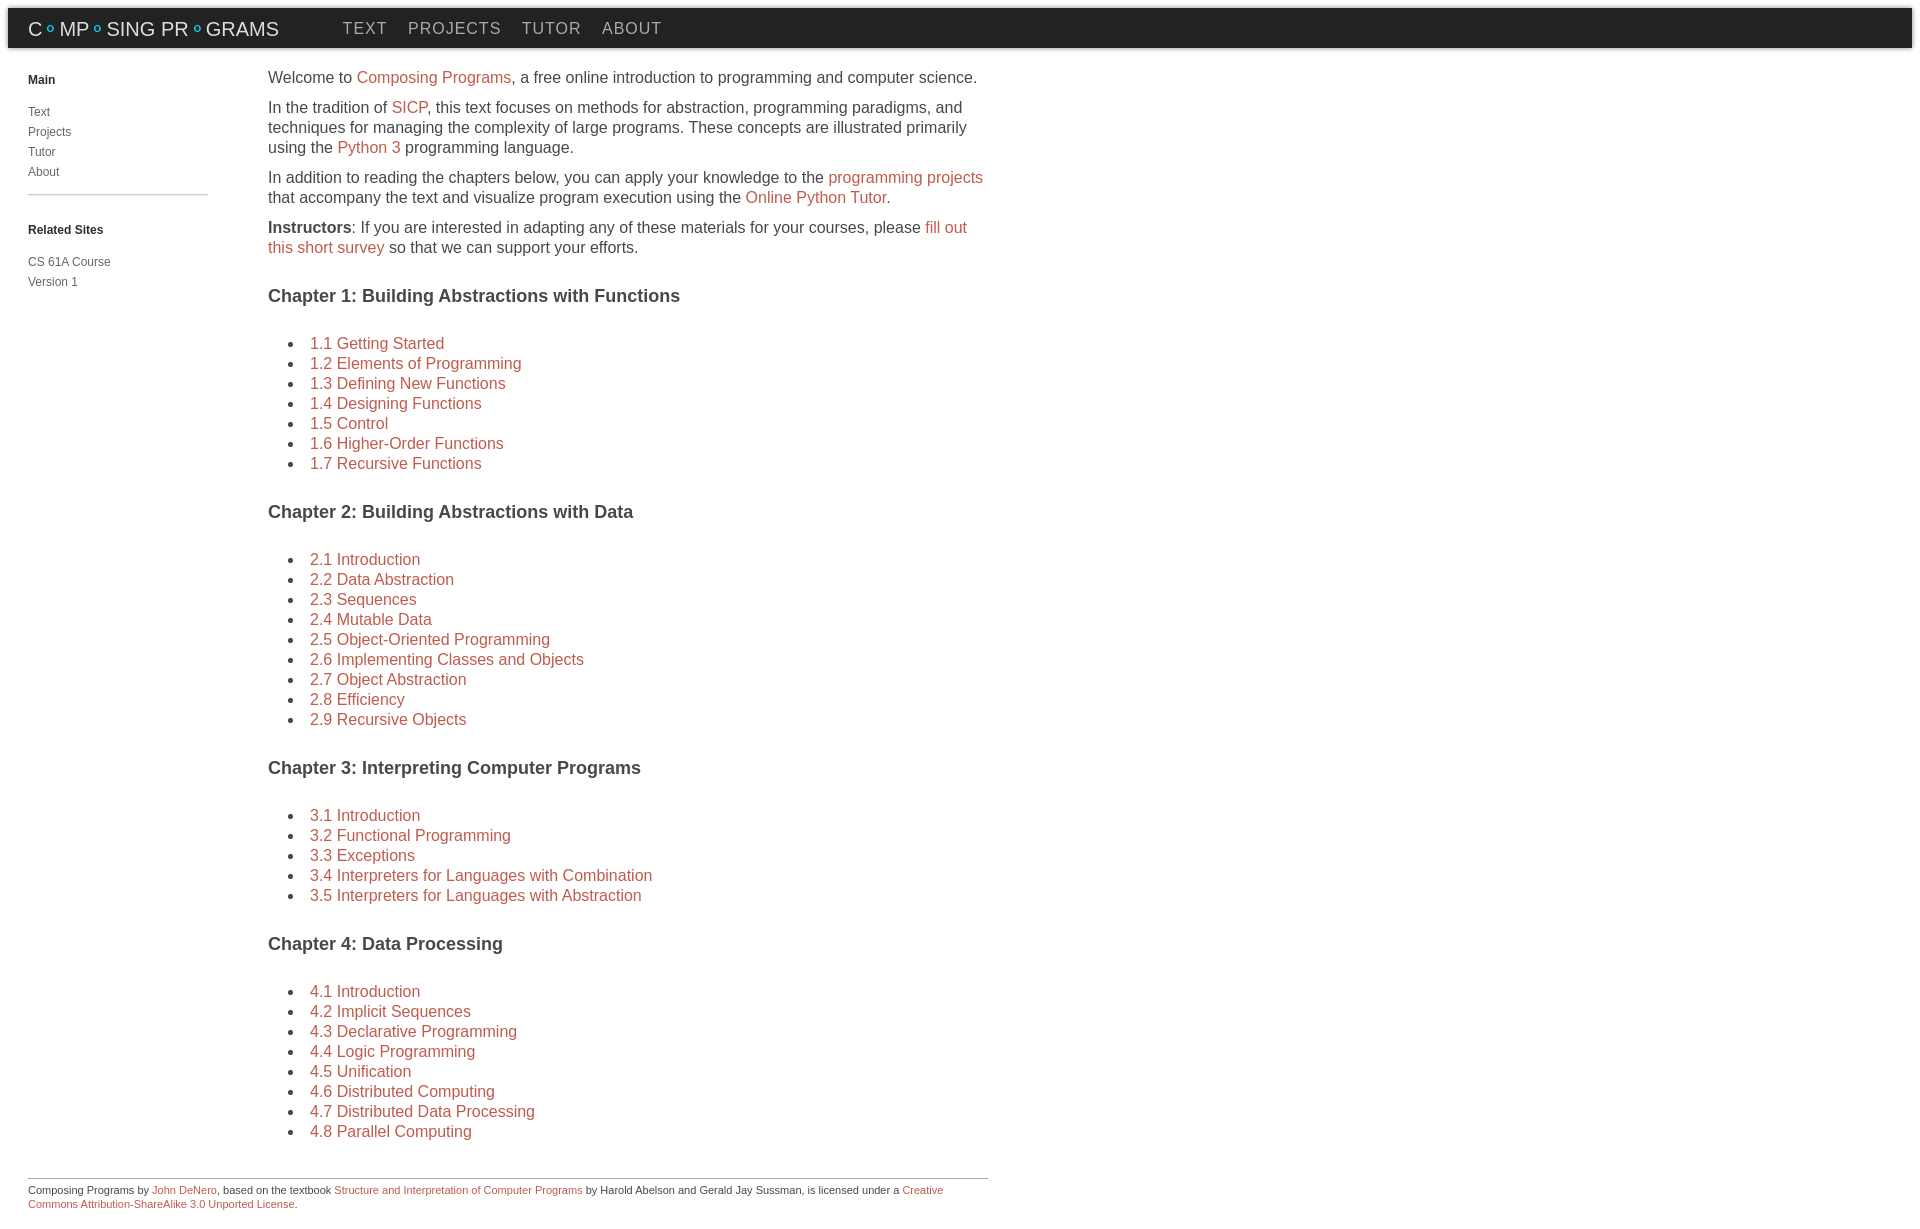 CoMPoSING PRoGRAMS TEXT PROJECTS TUTOR ABOUT
Main
Text
Projects
Tutor
About
Related Sites
CS 61A Course
Version 1
Welcome to Composing Programs, a free online introduction to programming and computer science.
In the tradition of SICP, this text focuses on methods for abstraction, programming paradigms, and
techniques for managing the complexity of large programs. These concepts are illustrated primarily
using the Python 3 programming language.
In addition to reading the chapters below, you can apply your knowledge to the programming projects
that accompany the text and visualize program execution using the Online Python Tutor.
Instructors: If you are interested in adapting any of these materials for your courses, please fill out
this short survey so that we can support your efforts.
Chapter 1: Building Abstractions with Functions
• 1.1 Getting Started
• 1.2 Elements of Programming
• 1.3 Defining New Functions
• 1.4 Designing Functions
• 1.5 Control
• 1.6 Higher-Order Functions
• 1.7 Recursive Functions
Chapter 2: Building Abstractions with Data
• 2.1 Introduction
• 2.2 Data Abstraction
• 2.3 Sequences
• 2.4 Mutable Data
• 2.5 Object-Oriented Programming
• 2.6 Implementing Classes and Objects
• 2.7 Object Abstraction
• 2.8 Efficiency
• 2.9 Recursive Objects
Chapter 3: Interpreting Computer Programs
• 3.1 Introduction
• 3.2 Functional Programming
• 3.3 Exceptions
• 3.4 Interpreters for Languages with Combination
• 3.5 Interpreters for Languages with Abstraction
Chapter 4: Data Processing
• 4.1 Introduction
• 4.2 Implicit Sequences
• 4.3 Declarative Programming
• 4.4 Logic Programming
• 4.5 Unification
• 4.6 Distributed Computing
• 4.7 Distributed Data Processing
• 4.8 Parallel Computing
Composing Programs by John DeNero, based on the textbook Structure and Interpretation of Computer Programs by Harold Abelson and Gerald Jay Sussman, is licensed under a Creative
Commons Attribution-ShareAlike 3.0 Unported License.